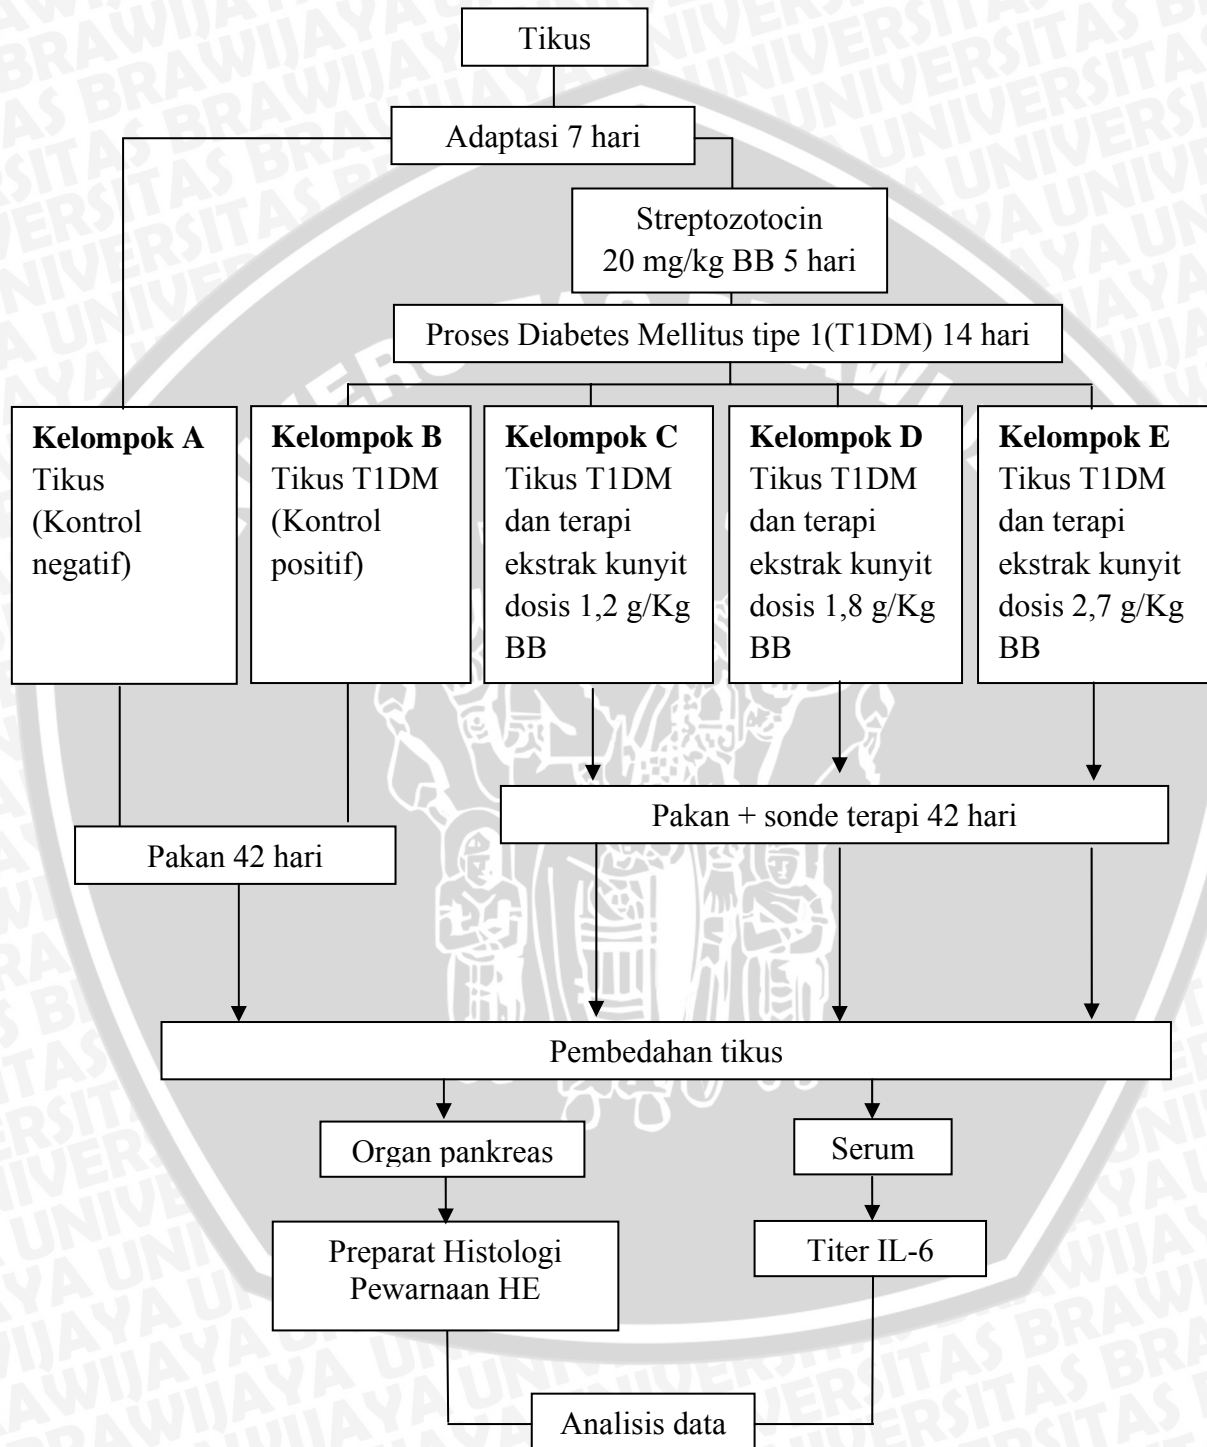 Tikus
Adaptasi 7 hari
Streptozotocin
20 mg/kg BB 5 hari
Proses Diabetes Mellitus tipe 1(T1DM) 14 hari
Kelompok A
Tikus
(Kontrol
negatif)
Kelompok B
Tikus T1DM
(Kontrol
positif)
Kelompok C
Tikus T1DM
dan terapi
ekstrak kunyit
dosis 1,2 g/Kg
BB
Kelompok D
Tikus T1DM
dan terapi
ekstrak kunyit
dosis 1,8 g/Kg
BB
Kelompok E
Tikus T1DM
dan terapi
ekstrak kunyit
dosis 2,7 g/Kg
BB
Pakan + sonde terapi 42 hari
Pakan 42 hari
Pembedahan tikus
Organ pankreas
Serum
Preparat Histologi
Pewarnaan HE
Titer IL-6
Analisis data